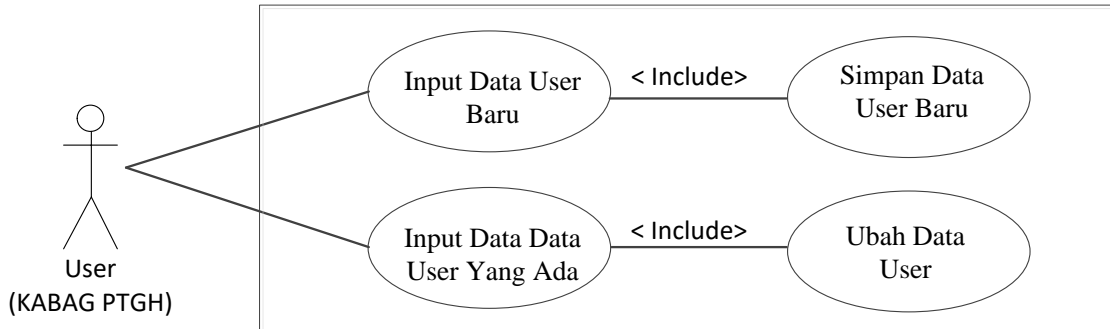 Input Data User
Baru
< Include>
Simpan Data
User Baru
Input Data Data
User Yang Ada
< Include>
Ubah Data
User
User
(KABAG PTGH)